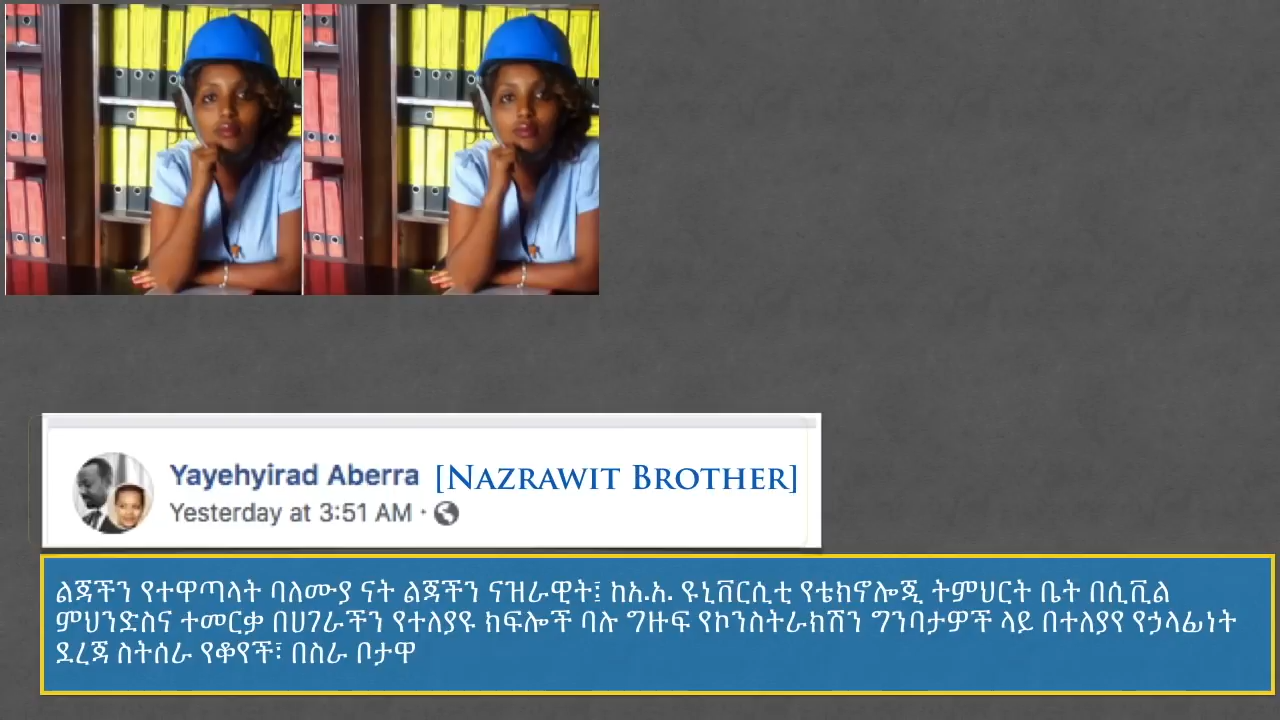 Yayehyirad Aberra [Nazrawit Brother]
Yesterday at 3:51 AM ·
ልጃችን የተዋጣላት ባለሙያ ናት ልጃችን ናዝራዊት፤ ከአ.አ. ዩኒቨርሲቲ የቴክኖሎጂ ትምህርት ቤት በሲቪል
ምህንድስና ተመርቃ በሀገራችን የተለያዩ ክፍሎች ባሉ ግዙፍ የኮንስትራክሽን ግንባታዎች ላይ በተለያየ የኃላፊነት
ደረጃ ስትሰራ የቆየች፣ በስራ ቦታዋ